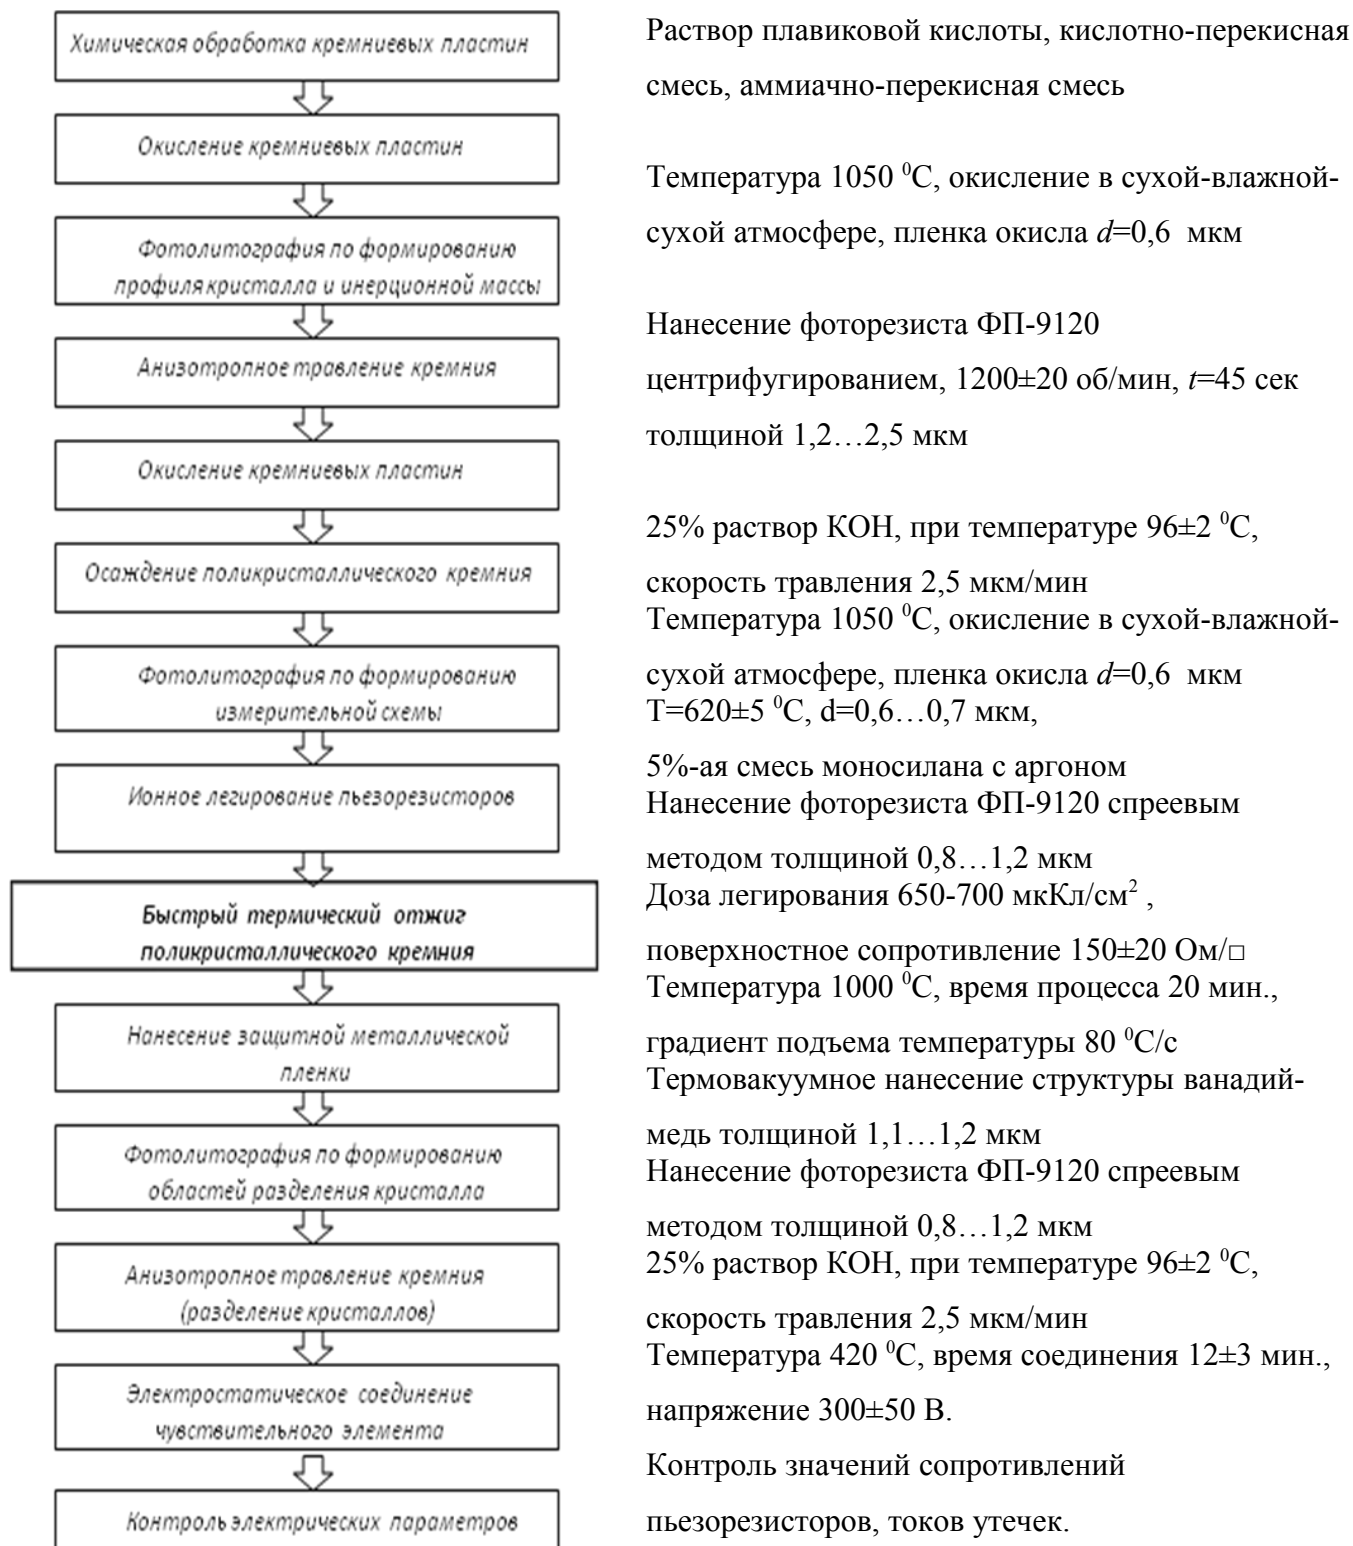 Химическая обработка кремниевых пластин
Раствор плавиковой кислоты, кислотно-перекисная
смесь, аммиачно-перекисная смесь
Окисление кремниевых пластин
Температура 1050 ⁰С, окисление в сухой-влажной-
сухой атмосфере, пленка окисла d=0,6 мкм
Фотолитография по формированию
профиля кристалла и инерционной массы
Нанесение фоторезиста ФП-9120
центрифугированием, 1200±20 об/мин, t=45 сек
толщиной 1,2…2,5 мкм
Анизотропное травление кремния
25% раствор КОН, при температуре 96±2 ⁰С,
скорость травления 2,5 мкм/мин
Окисление кремниевых пластин
Температура 1050 ⁰С, окисление в сухой-влажной-
сухой атмосфере, пленка окисла d=0,6 мкм
Осаждение поликристаллического кремния
Т=620±5 ⁰С, d=0,6…0,7 мкм,
5%-ая смесь моносилана с аргоном
Фотолитография по формированию
измерительной схемы
Нанесение фоторезиста ФП-9120 спреевым
методом толщиной 0,8…1,2 мкм
Ионное легирование пьезорезисторов
Доза легирования 650-700 мкКл/см² ,
поверхностное сопротивление 150±20 Ом/□
Быстрый термический отжиг
поликристаллического кремния
Температура 1000 ⁰С, время процесса 20 мин.,
градиент подъема температуры 80 ⁰С/с
Нанесение защитной металлической
пленки
Термовакуумное нанесение структуры ванадий-
медь толщиной 1,1…1,2 мкм
Фотолитография по формированию
областей разделения кристалла
Нанесение фоторезиста ФП-9120 спреевым
методом толщиной 0,8…1,2 мкм
Анизотропное травление кремния
(разделение кристаллов)
25% раствор КОН, при температуре 96±2 ⁰С,
скорость травления 2,5 мкм/мин
Электростатическое соединение
чувствительного элемента
Температура 420 ⁰С, время соединения 12±3 мин.,
напряжение 300±50 В.
Контроль электрических параметров
Контроль значений сопротивлений
пьезорезисторов, токов утечек.